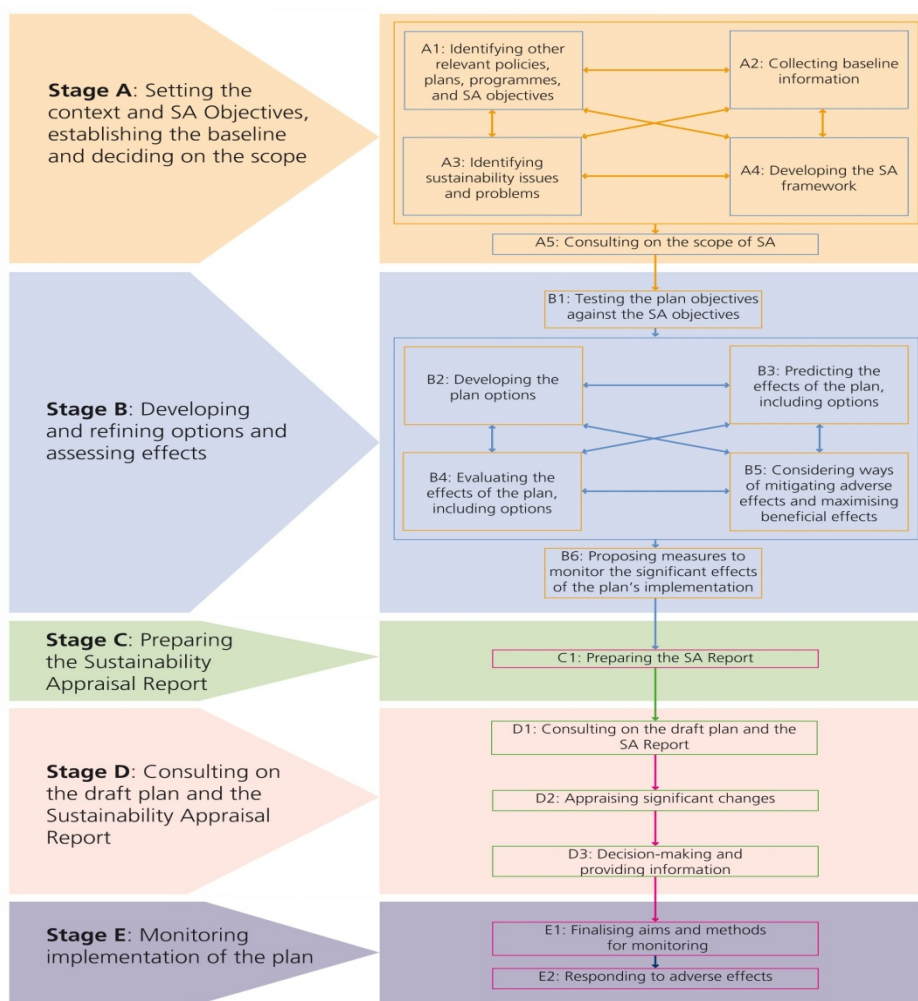 Stage A: Setting the
context and SA Objectives,
establishing the baseline
and deciding on the scope
A1: Identifying other
relevant policies,
plans, programmes,
and SA objectives
A2: Collecting baseline
information
A3: Identifying
sustainability issues
and problems
A4: Developing the SA
framework
A5: Consulting on the scope of SA
Stage B: Developing
and refining options and
assessing effects
B1: Testing the plan objectives
against the SA objectives
B2: Developing the
plan options
B3: Predicting the
effects of the plan,
including options
B4: Evaluating the
effects of the plan,
including options
B5: Considering ways
of mitigating adverse
effects and maximising
beneficial effects
B6: Proposing measures to
monitor the significant effects
of the plan’s implementation
Stage C: Preparing
the Sustainability
Appraisal Report
C1: Preparing the SA Report
Stage D: Consulting on
the draft plan and the
Sustainability Appraisal
Report
D1: Consulting on the draft plan and the
SA Report
D2: Appraising significant changes
D3: Decision-making and
providing information
Stage E: Monitoring
implementation of the plan
E1: Finalising aims and methods
for monitoring
E2: Responding to adverse effects